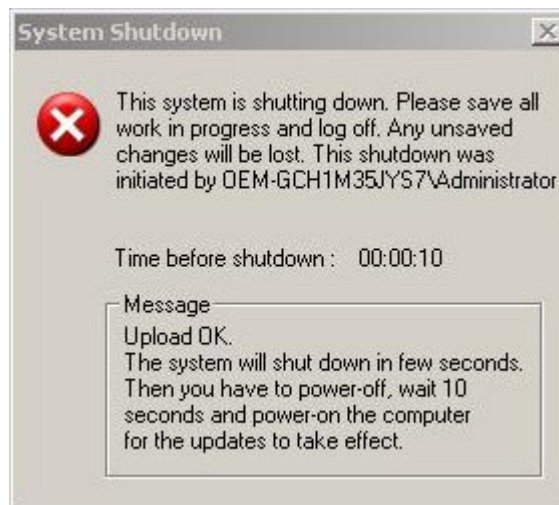 System Shutdown
This system is shutting down. Please save all
work in progress and log off. Any unsaved
changes will be lost. This shutdown was
initiated by OEM-GCH1M35JYS7\Administrator
Time before shutdown : 00:00:10
Message
Upload OK.
The system will shut down in few seconds.
Then you have to power-off, wait 10
seconds and power-on the computer
for the updates to take effect.